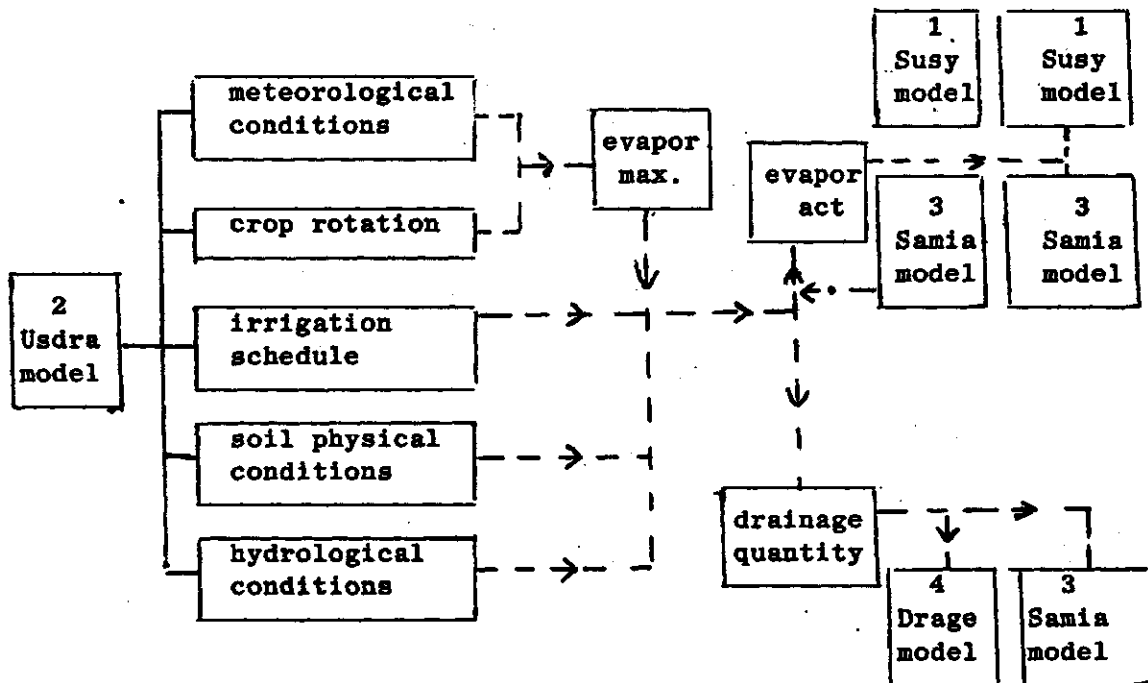 2
Usdra
model
meteorological
conditions
crop rotation
irrigation
schedule
soil physical
conditions
hydrological
conditions
evapor
max.
evapor
act
1
Susy
model
1
Susy
model
3
Samia
model
3
Samia
model
drainage
quantity
4
Drage
model
3
Samia
model